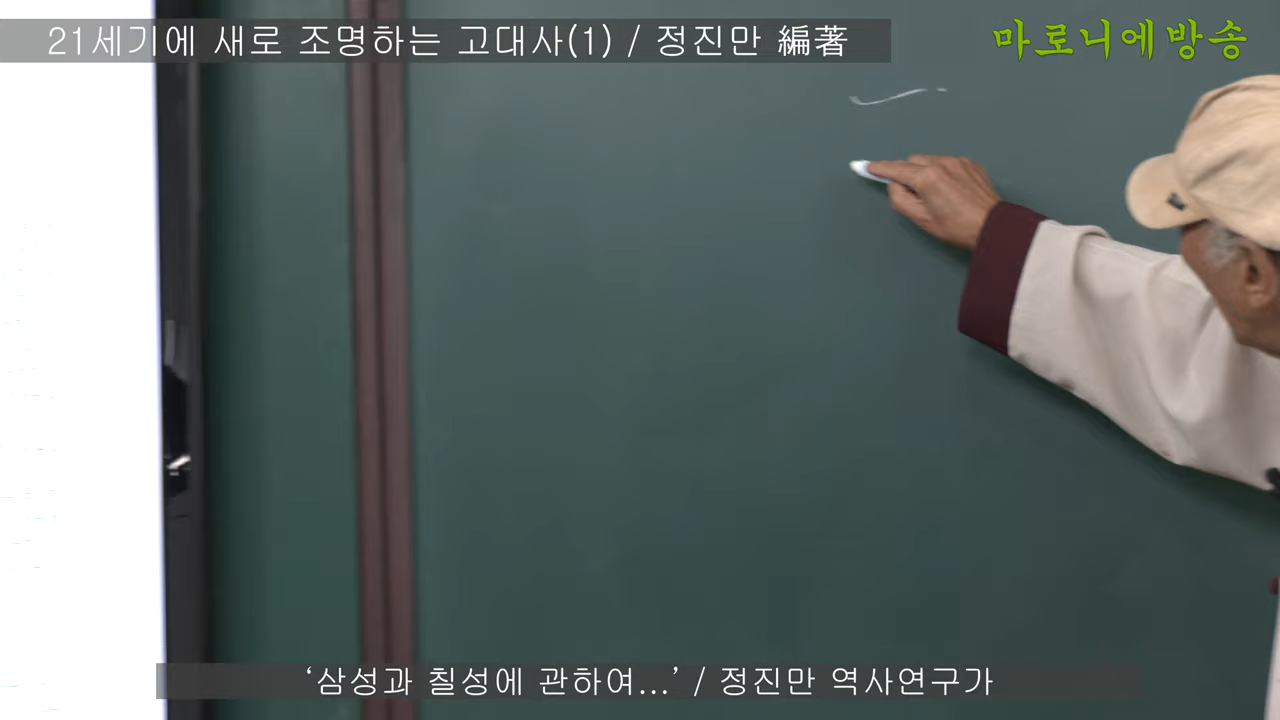 21세기에 새로 조명하는 고대사(1) / 정진만 編著
마로니에방송
‘삼성과 칠성에 관하여...’ / 정진만 역사연구가